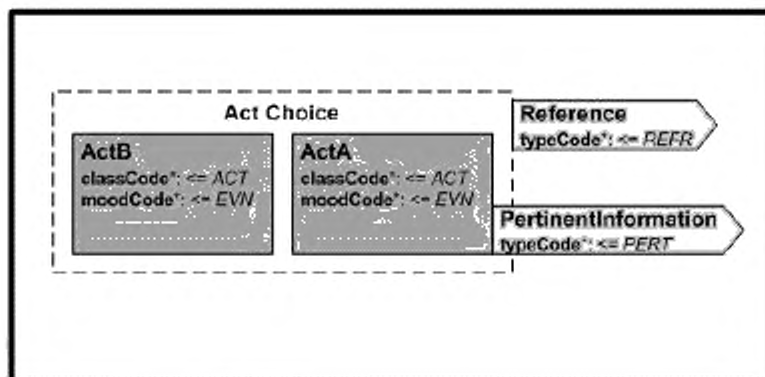 Act Choice
ActB
classCode*: <= ACT
moodCode*: <= EVN
ActA
classCode*: <= ACT
moodCode*: <= EVN
Reference
typeCode*: <= REFR
PertinentInformation
typeCode*: <= PERT